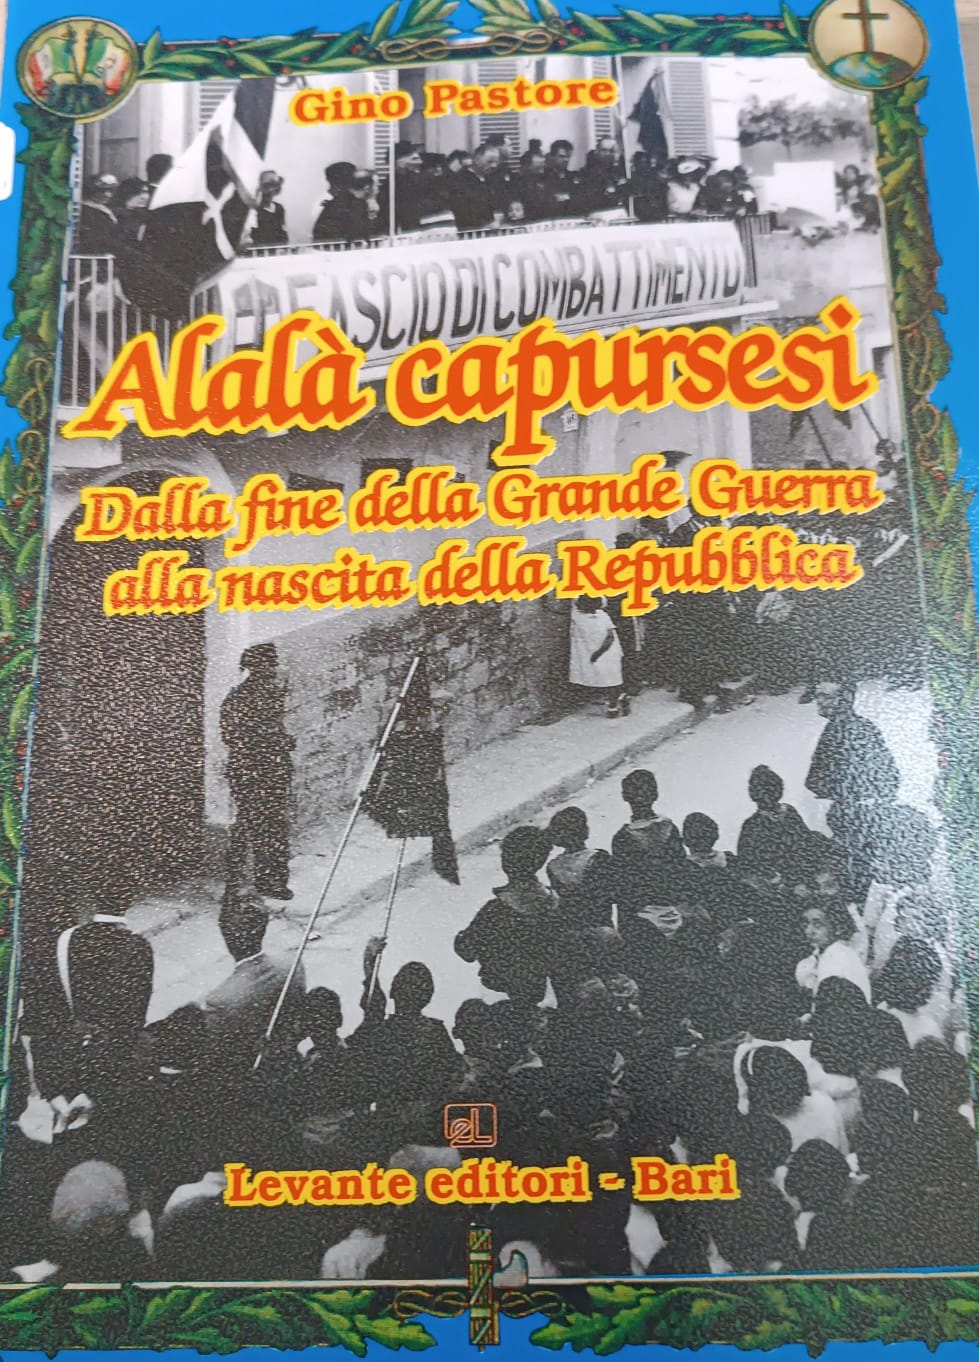 Gino Pastore
FASCIO DI COMBATTIMENTO
Alalà capursesi
Dalla fine della Grande Guerra
alla nascita della Repubblica
eL
Levante editori - Bari